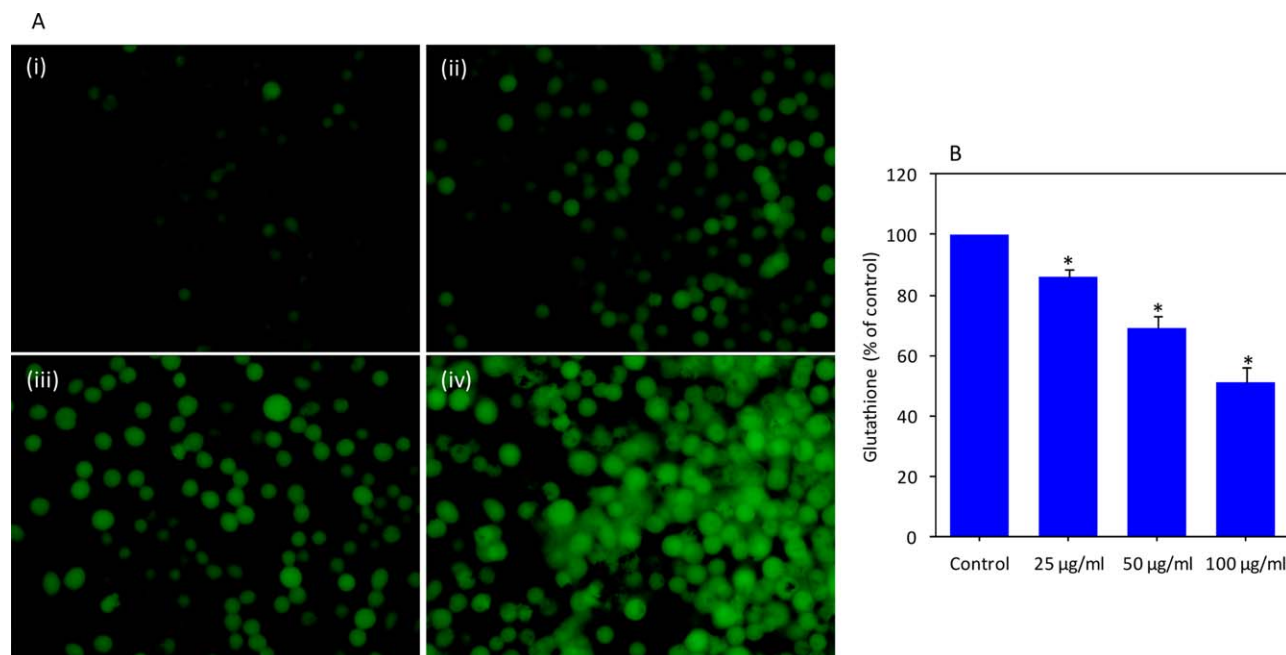 A
(i)
(ii)
(iii)
(iv)
B
Glutathione (% of control)
120
100
80
60
40
20
0
*
*
*
Control
25 µg/ml
50 µg/ml
100 µg/ml